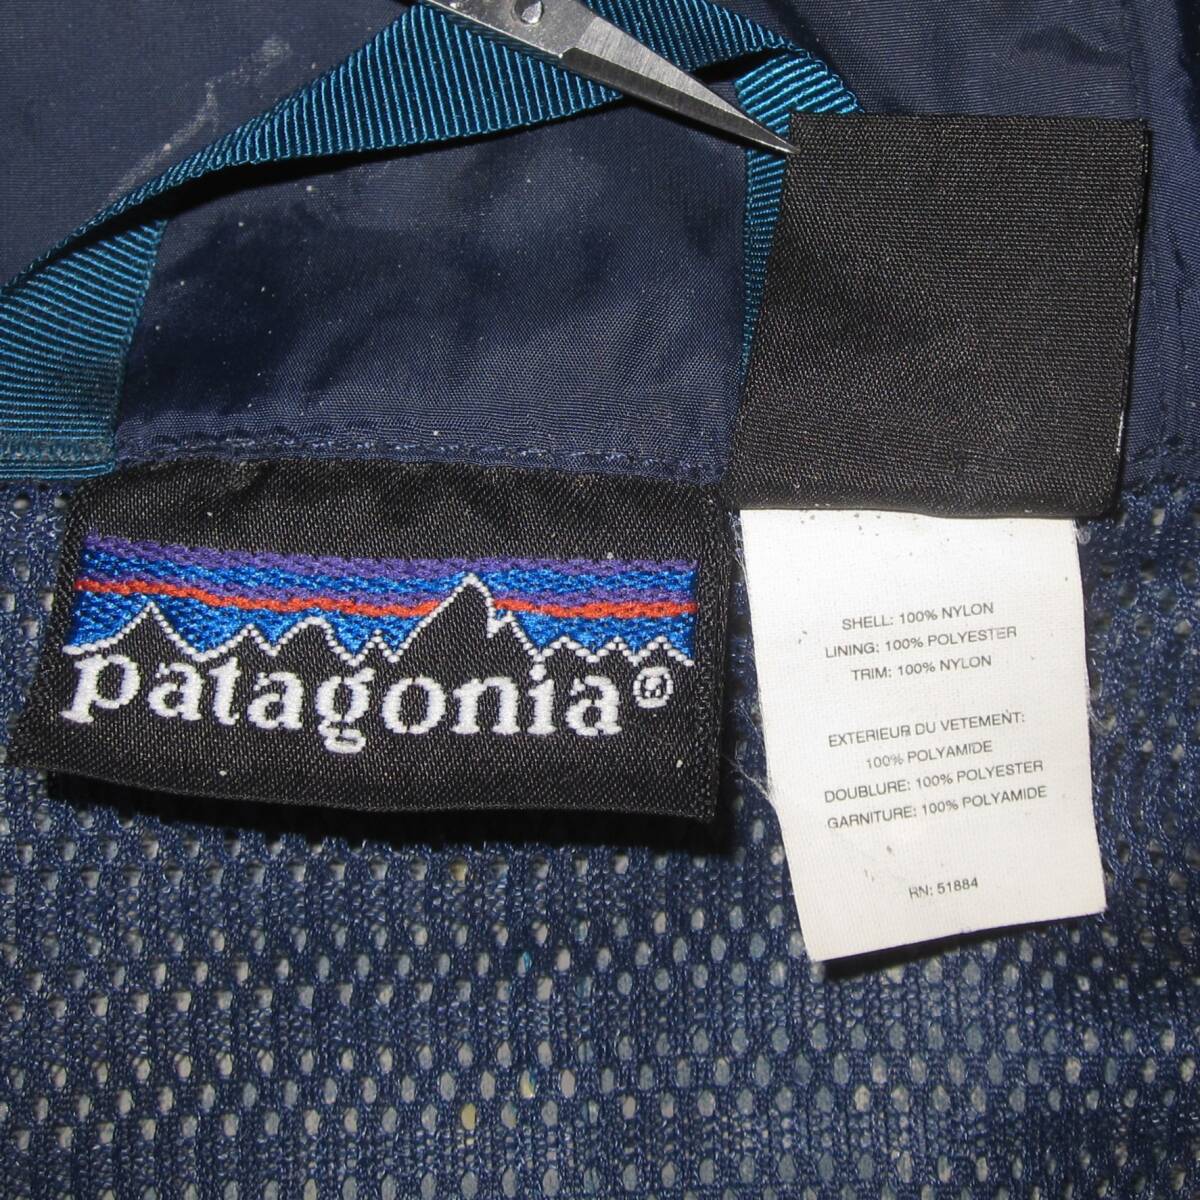 patagonia®
SHELL: 100% NYLON
LINING: 100% POLYESTER
TRIM: 100% NYLON
EXTERIEUR DU VETEMENT:
100% POLYAMIDE
DOUBLURE: 100% POLYESTER
GARNITURE: 100% POLYAMIDE
RN: 51884